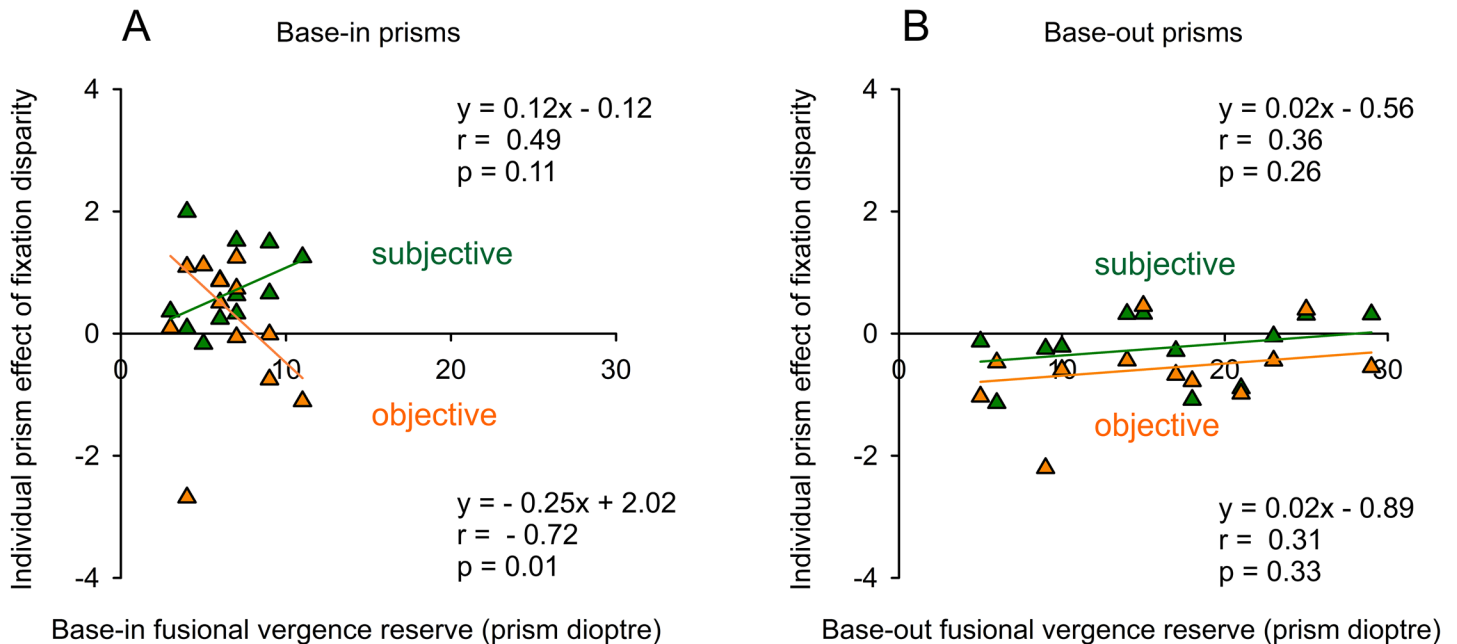 A
Base-in prisms
Individual prism effect of fixation disparity
4
2
0
-2
-4
0
10
20
30
y = 0.12x - 0.12
r = 0.49
p = 0.11
subjective
objective
y = - 0.25x + 2.02
r = - 0.72
p = 0.01
Base-in fusional vergence reserve (prism dioptre)
B
Base-out prisms
Individual prism effect of fixation disparity
4
2
0
-2
-4
0
10
20
30
y = 0.02x - 0.56
r = 0.36
p = 0.26
subjective
objective
y = 0.02x - 0.89
r = 0.31
p = 0.33
Base-out fusional vergence reserve (prism dioptre)